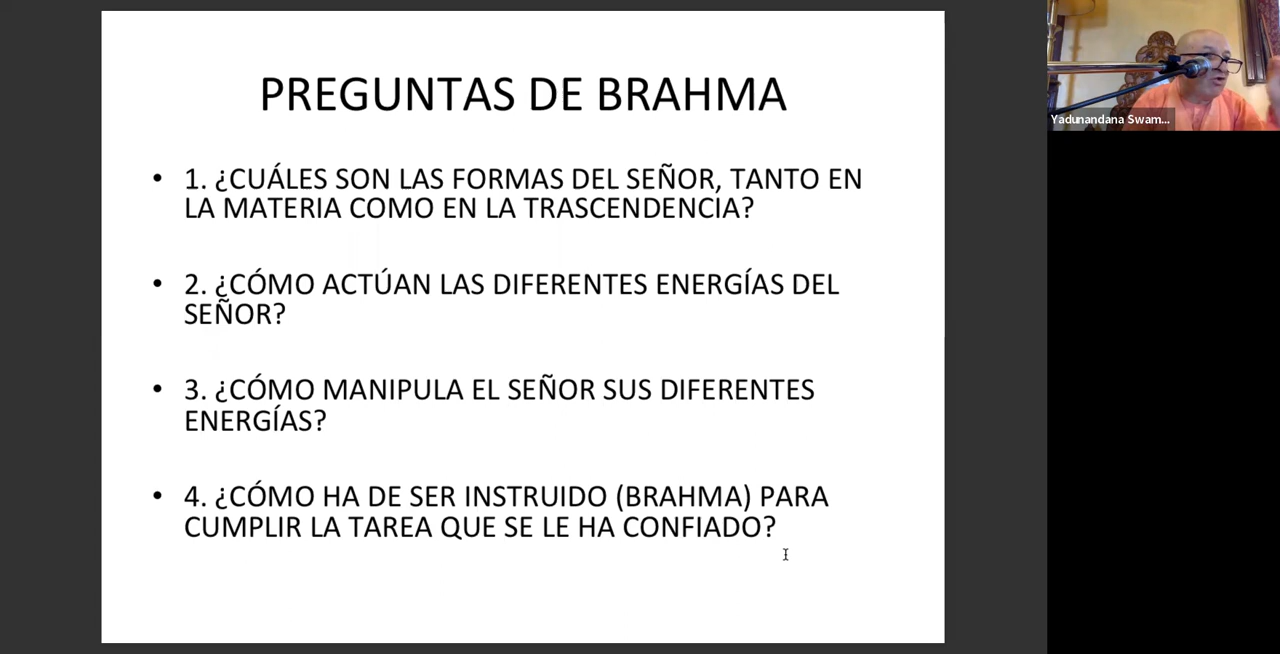 PREGUNTAS DE BRAHMA
• 1. ¿CUÁLES SON LAS FORMAS DEL SEÑOR, TANTO EN
LA MATERIA COMO EN LA TRASCENDENCIA?
• 2. ¿CÓMO ACTÚAN LAS DIFERENTES ENERGÍAS DEL
SEÑOR?
• 3. ¿CÓMO MANIPULA EL SEÑOR SUS DIFERENTES
ENERGÍAS?
• 4. ¿CÓMO HA DE SER INSTRUIDO (BRAHMA) PARA
CUMPLIR LA TAREA QUE SE LE HA CONFIADO?
Yadunandana Swam...